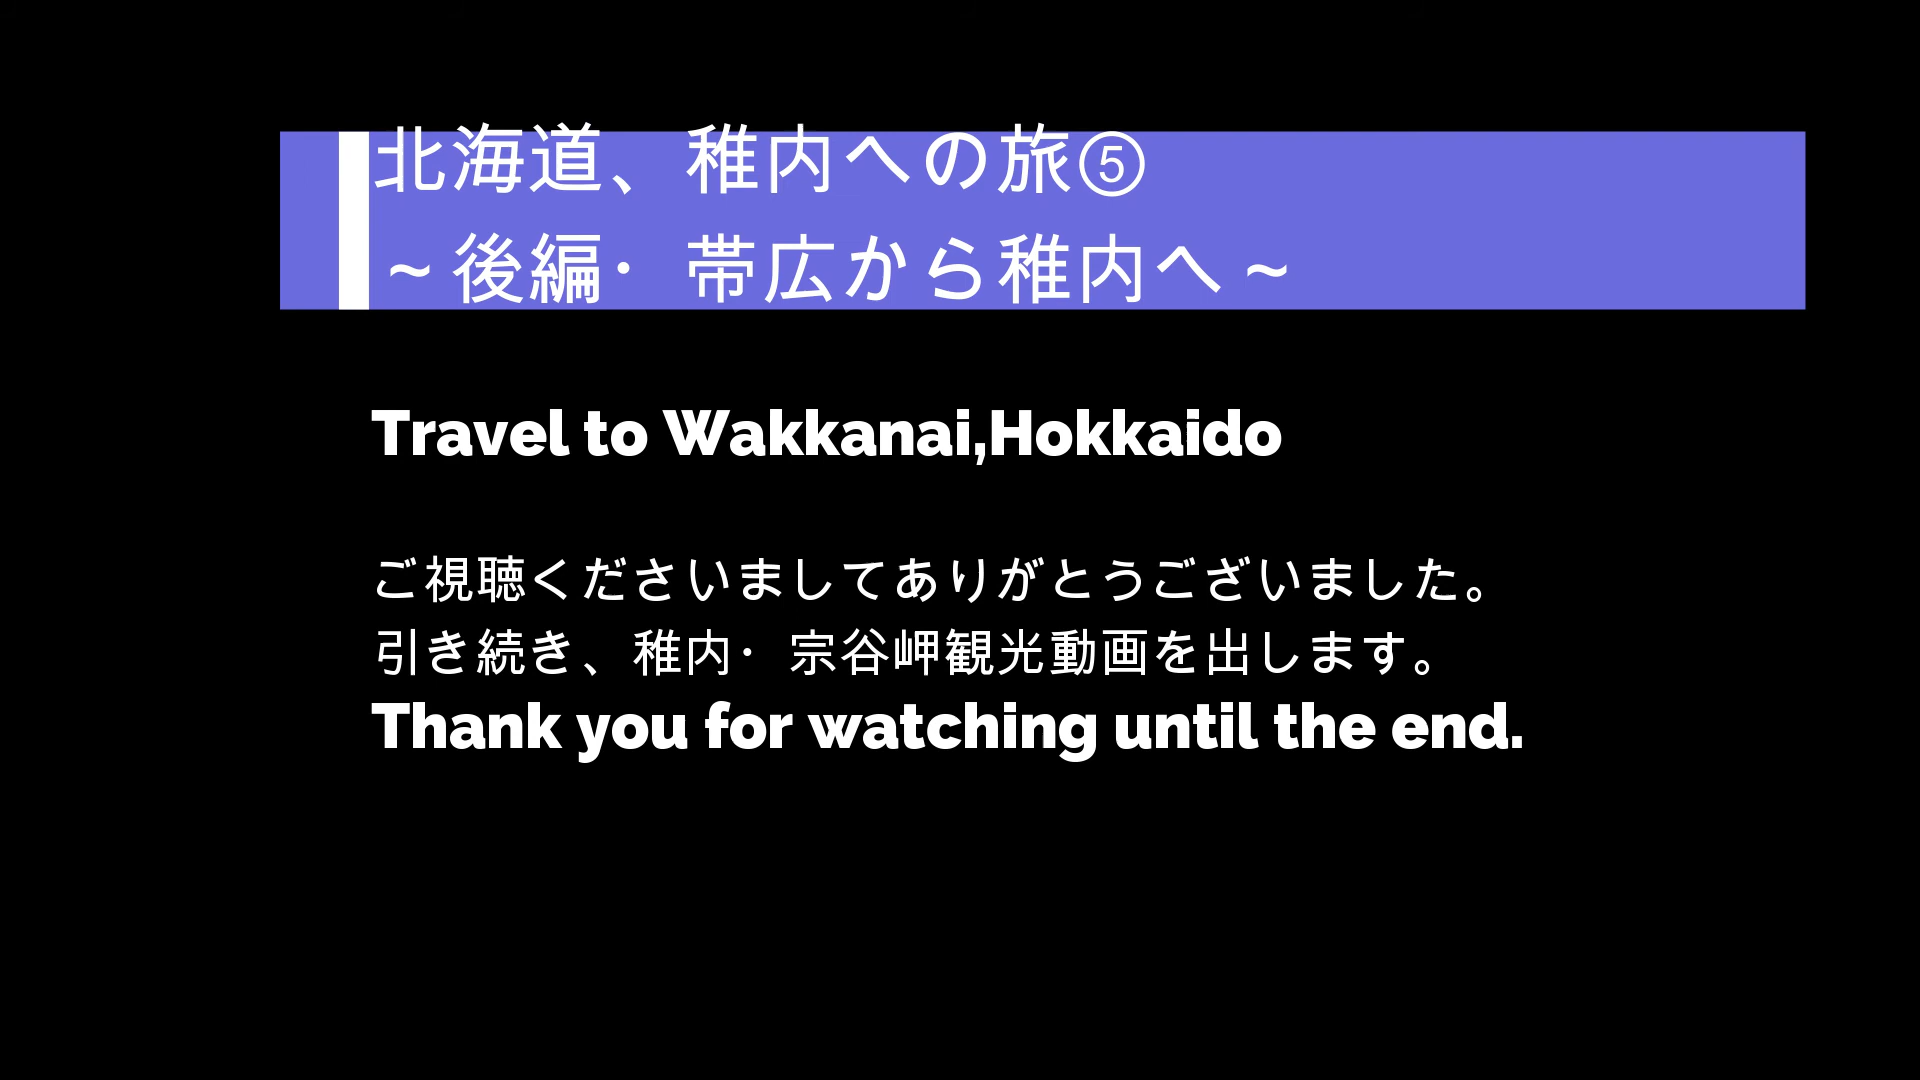 北海道、稚内への旅⑤
~後編・帯広から稚内へ~
Travel to Wakkanai,Hokkaido
ご視聴くださいましてありがとうございました。
引き続き、稚内・宗谷岬観光動画を出します。
Thank you for watching until the end.